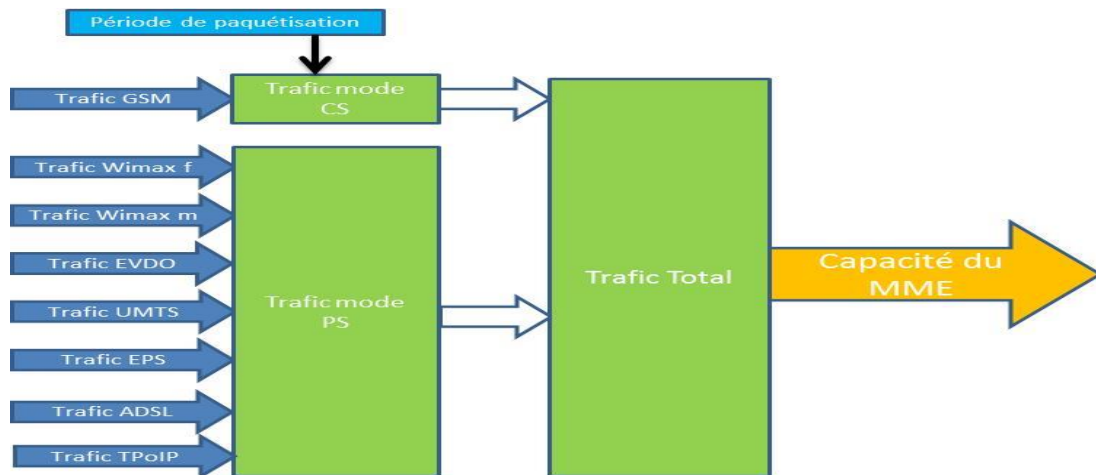 Période de paquétisation
Trafic GSM
Trafic mode
CS
Trafic Wimax f
Trafic Wimax m
Trafic EVDO
Trafic UMTS
Trafic EPS
Trafic ADSL
Trafic TPoIP
Trafic mode
PS
Trafic Total
Capacité du
MME